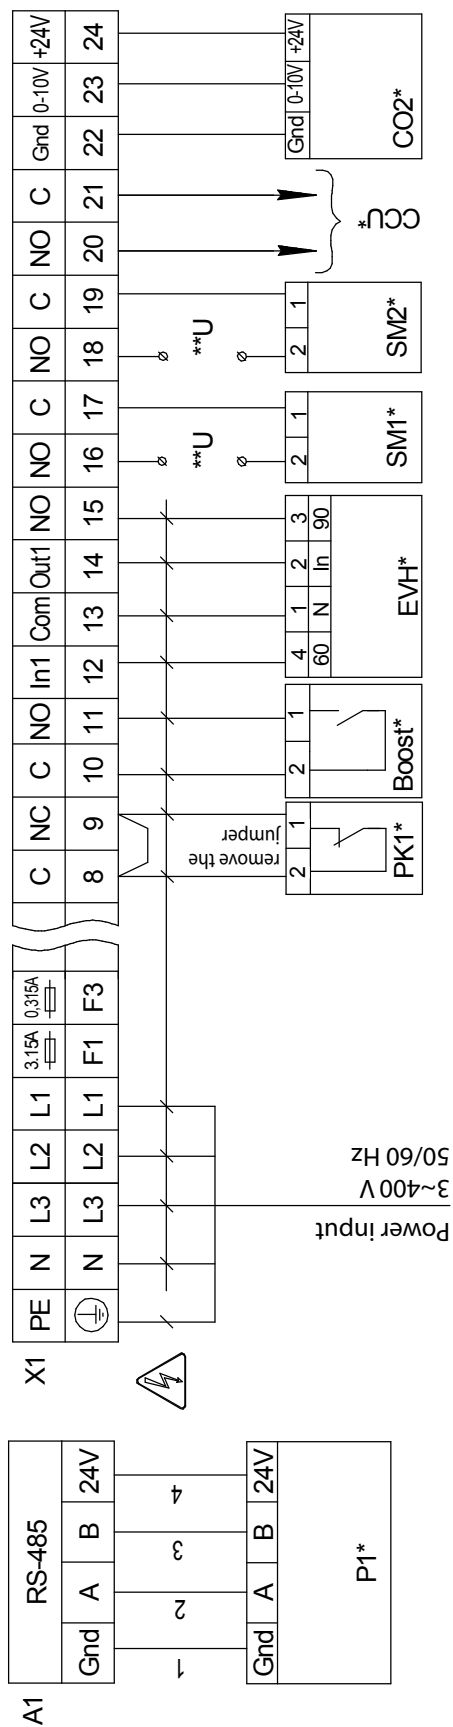 A1
RS-485
Gnd A B 24V
1 2 3 4
Gnd A B 24V
P1*
X1
PE N L3 L2 L1 3.15A 0,315A C NC C NO In1 Com Out1 NO NO C NO C NO C Gnd 0-10V +24V
N L3 L2 L1 F1 F3 8 9 10 11 12 13 14 15 16 17 18 19 20 21 22 23 24
Power input
3~400 V
50/60 Hz
remove the
jumper
2 1
PK1*
2 1
Boost*
4 1 2 3
60 N In 90
EVH*
**U
2 1
SM1*
**U
2 1
SM2*
CCU*
Gnd 0-10V +24V
CO2*